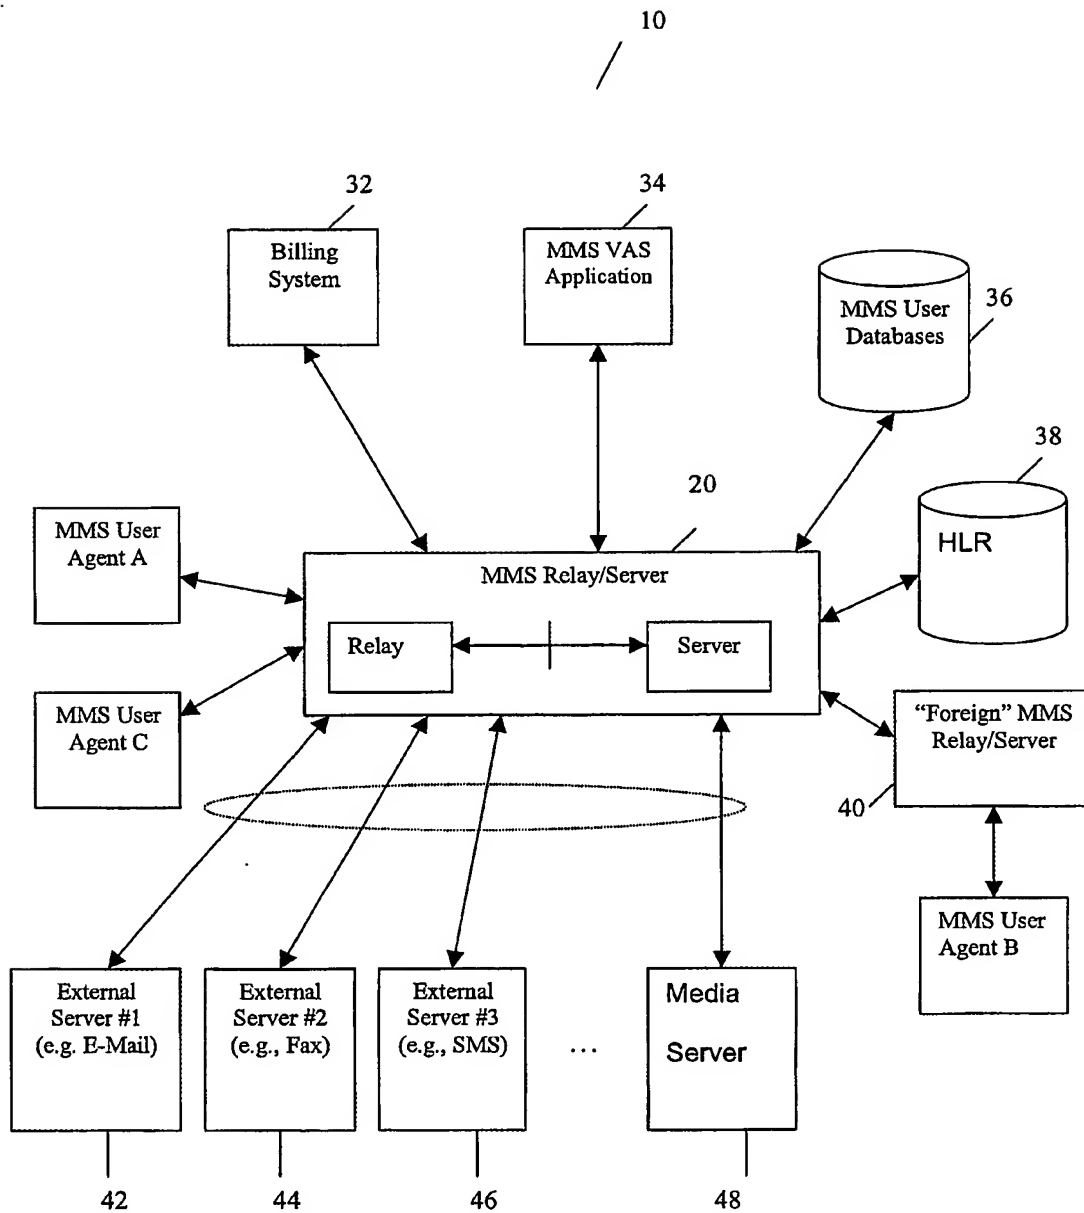 10
32
34
Billing
System
MMS VAS
Application
MMS User
Databases
36
38
20
MMS User
Agent A
MMS Relay/Server
HLR
Relay
Server
MMS User
Agent C
“Foreign” MMS
Relay/Server
40
MMS User
Agent B
External
Server #1
(e.g. E-Mail)
External
Server #2
(e.g., Fax)
External
Server #3
(e.g., SMS)
...
Media
Server
42
44
46
48